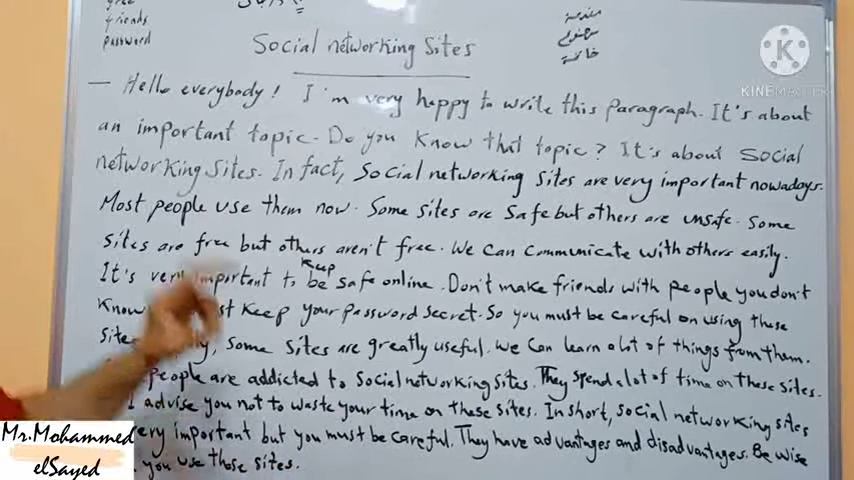 free
friends
password
Social networking Sites
مقدمة
موضوع
خاتمة
KINEMASTER
— Hello everybody! I'm very happy to write this paragraph. It's about
an important topic. Do you know that topic? It's about social
networking sites. In fact, social networking sites are very important nowadays.
Most people use them now. Some sites are safe but others are unsafe. Some
sites are free but others aren't free. We can communicate with others easily.
keep
It's very important to be safe online. Don't make friends with people you don't
know keep your password secret. So you must be careful on using these
sites some sites are greatly useful. We can learn a lot of things from them.
people are addicted to social networking sites. They spend a lot of time on these sites.
I advise you not to waste your time on these sites. In short, social networking sites
very important but you must be careful. They have advantages and disadvantages. Be wise
you use those sites.
Mr.Mohammed
elSayed